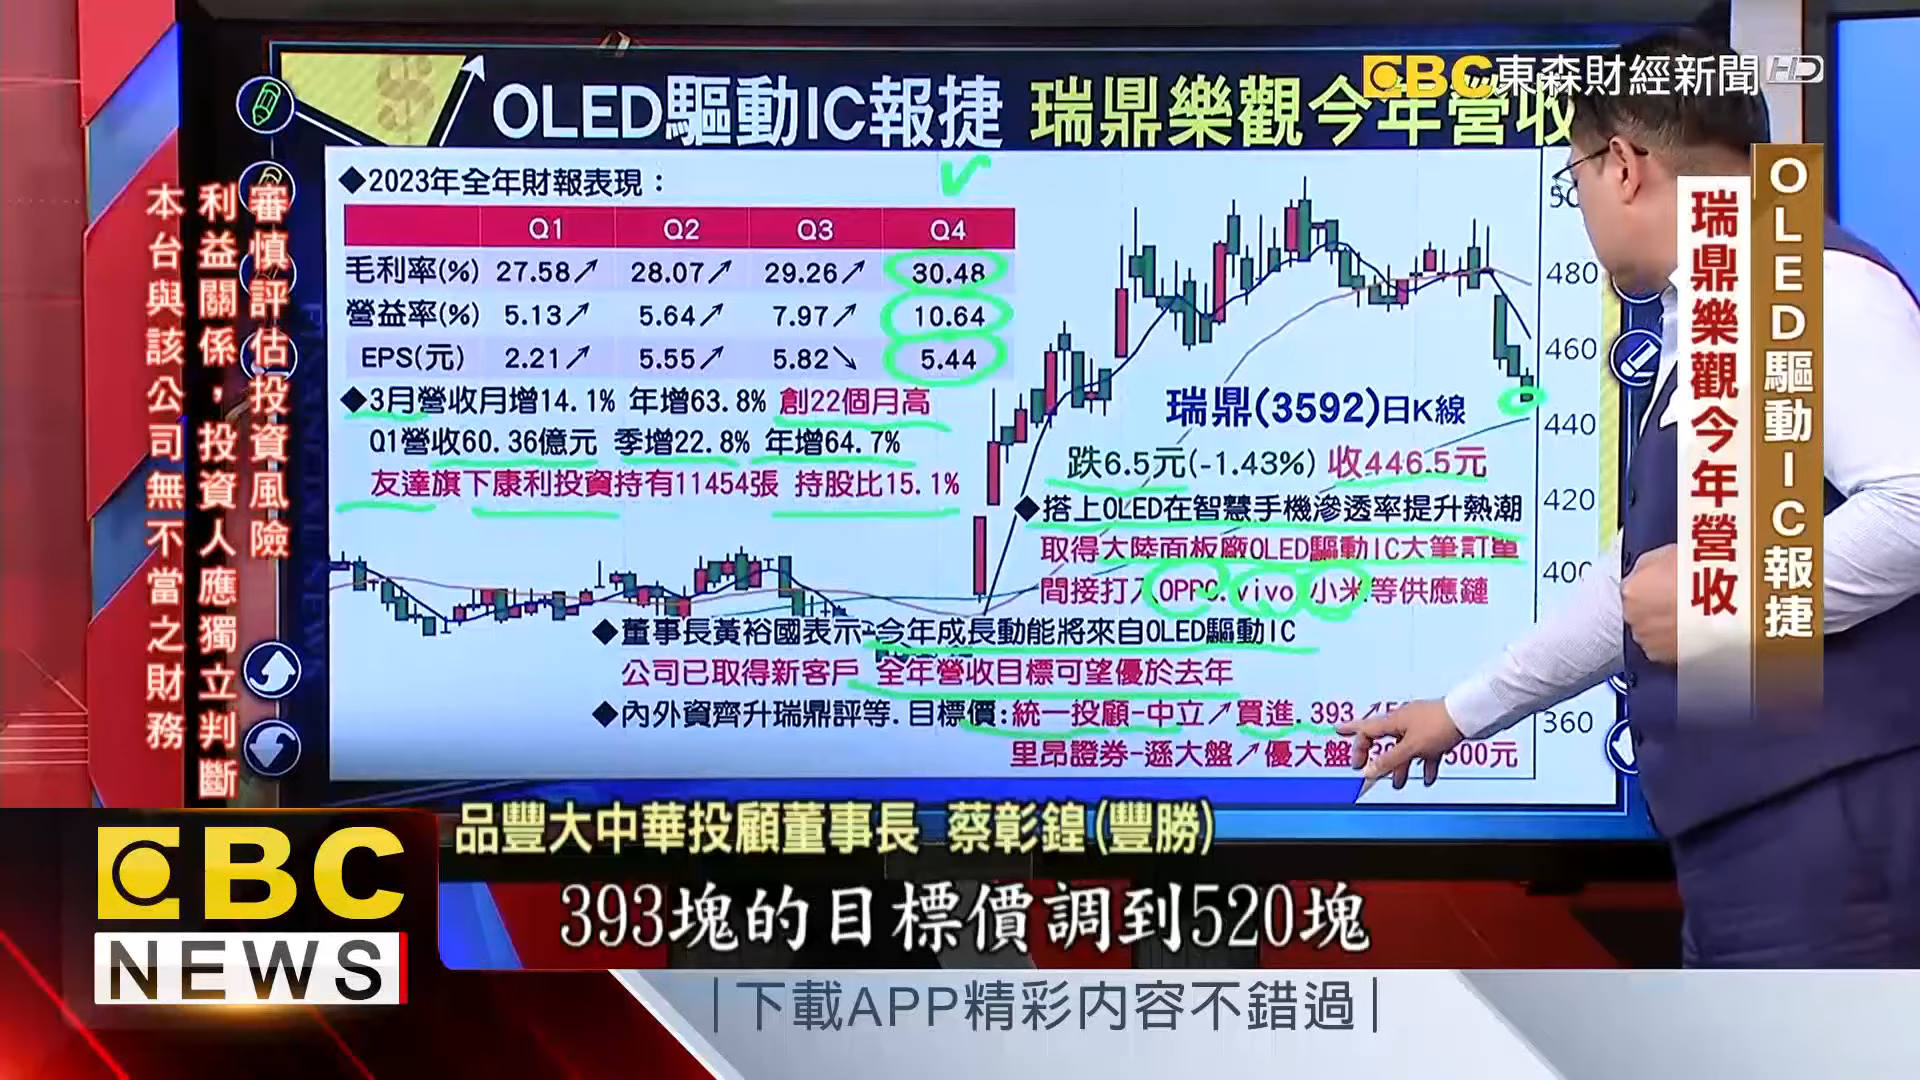 EBC東森財經新聞HD
OLED驅動IC報捷 瑞鼎樂觀今年營收
◆2023年全年財報表現：
Q1 Q2 Q3 Q4
毛利率(%) 27.58↗ 28.07↗ 29.26↗ 30.48
營益率(%) 5.13↗ 5.64↗ 7.97↗ 10.64
EPS(元) 2.21↗ 5.55↗ 5.82↘ 5.44
◆3月營收月增14.1% 年增63.8% 創22個月高
Q1營收60.36億元 季增22.8% 年增64.7%
友達旗下康利投資持有11454張 持股比15.1%
480
460
440
420
400
360
瑞鼎(3592)日K線
跌6.5元(-1.43%) 收446.5元
◆搭上OLED在智慧手機滲透率提升熱潮
取得大陸面板廠OLED驅動IC大筆訂單
間接打入OPPO.vivo.小米等供應鏈
◆董事長黃裕國表示-今年成長動能將來自OLED驅動IC
公司已取得新客戶 全年營收目標可望優於去年
◆內外資齊升瑞鼎評等.目標價:統一投顧-中立↗買進.393↗
里昂證券-遜大盤↗優大盤 500元
OLED驅動IC報捷
瑞鼎樂觀今年營收
審慎評估投資風險
利益關係，投資人應獨立判斷
本台與該公司無不當之財務
品豐大中華投顧董事長 蔡彰鍠(豐勝)
393塊的目標價調到520塊
EBC
NEWS
|下載APP精彩內容不錯過|